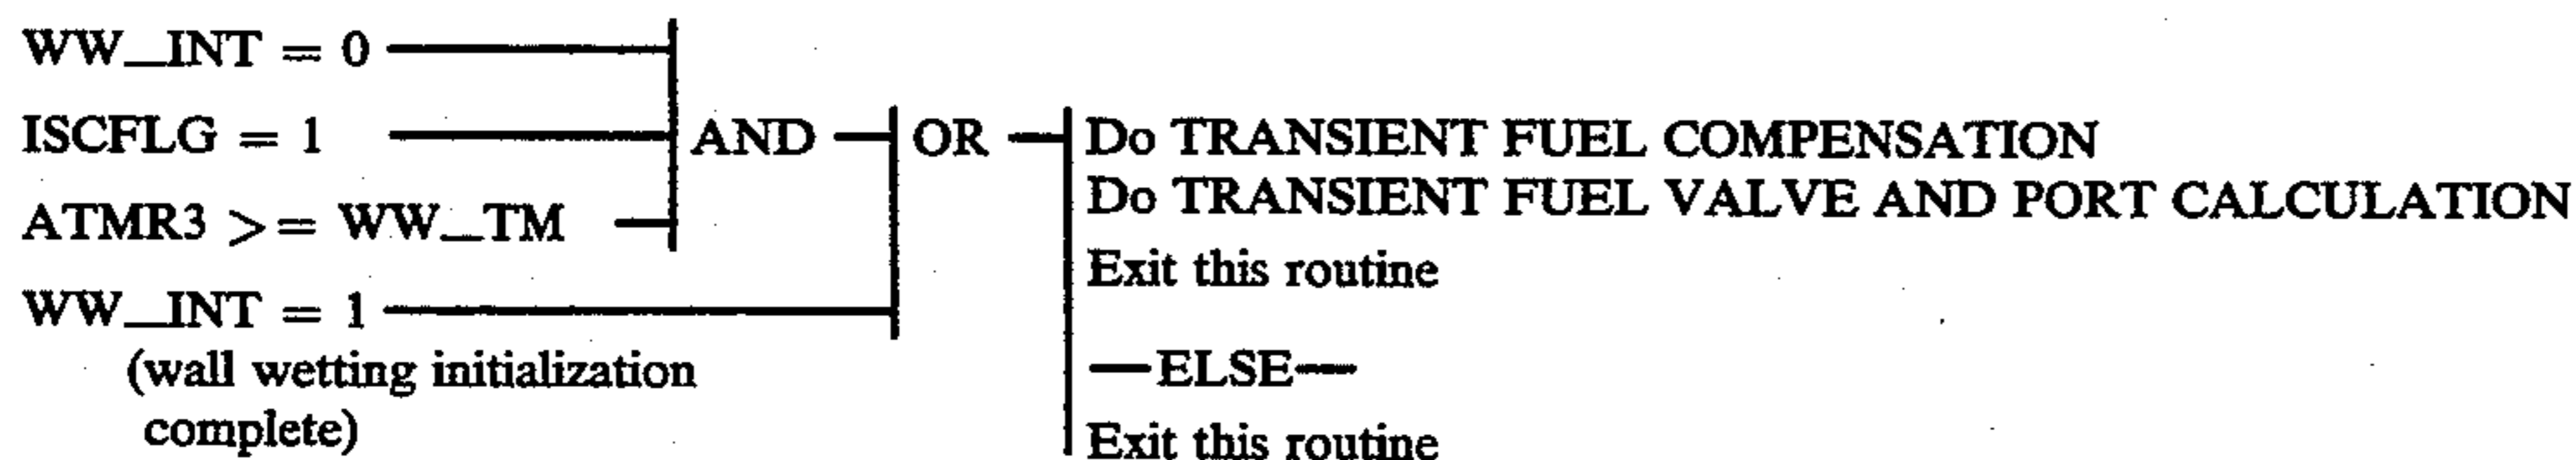 WW_INT = 0
ISCFLG = 1 AND OR Do TRANSIENT FUEL COMPENSATION
Do TRANSIENT FUEL VALVE AND PORT CALCULATION
ATMR3 >= WW_TM
Exit this routine
WW_INT = 1
(wall wetting initialization
—ELSE—
complete)
Exit this routine